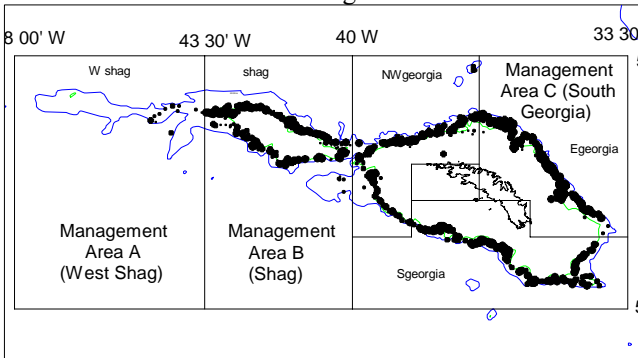 8 00' W
43 30' W
40 W
33 30
W shag
shag
NWgeorgia
Management
Area C (South
Georgia)
Egeorgia
Management
Area A
(West Shag)
Management
Area B
(Shag)
Sgeorgia